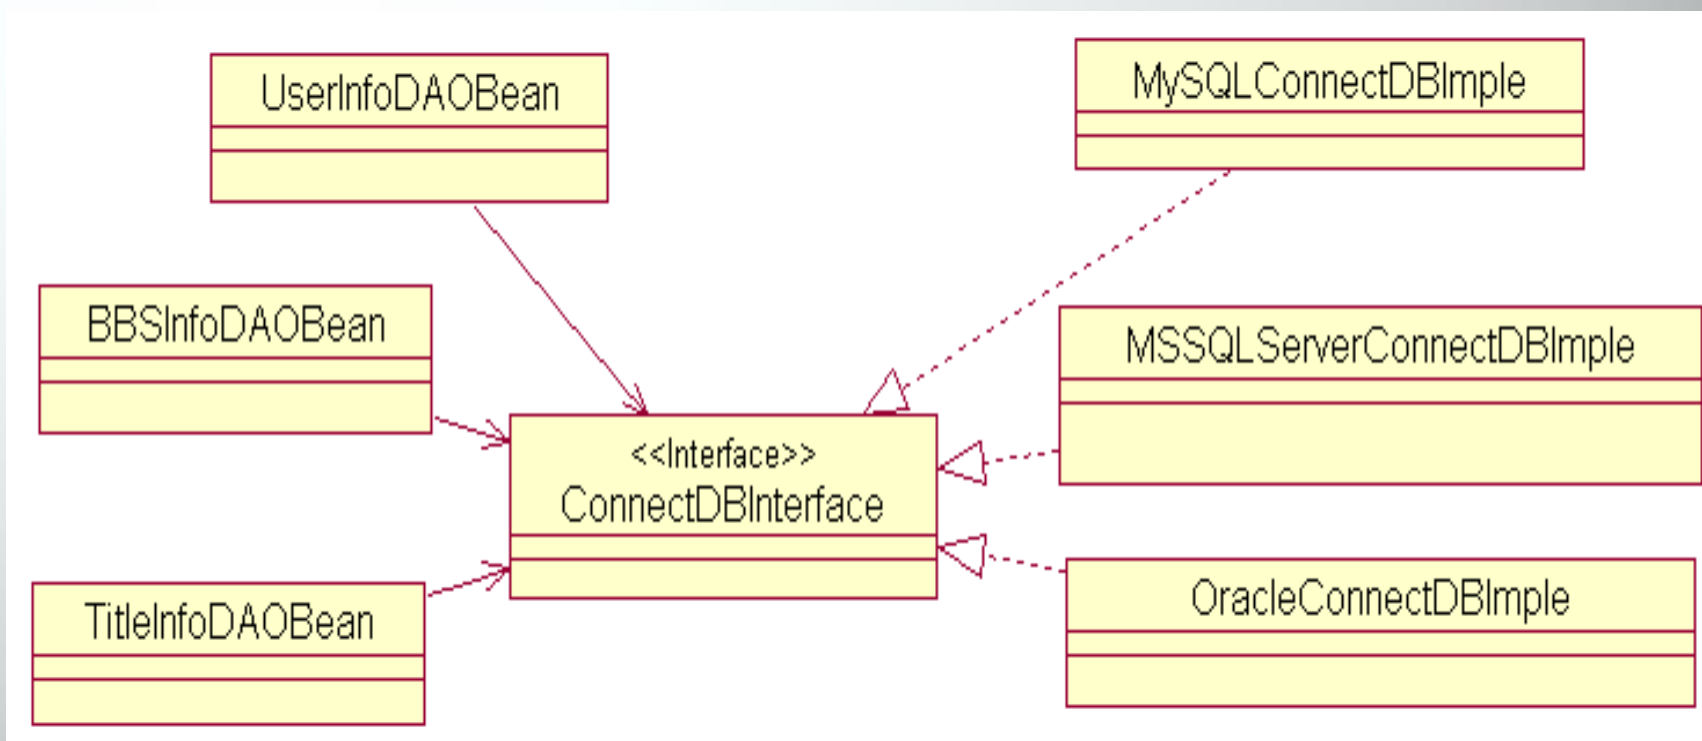 UserInfoDAOBean
MySQLConnectDBImple
BBSInfoDAOBean
MSSQLServerConnectDBImple
<<Interface>>
ConnectDBInterface
TitleInfoDAOBean
OracleConnectDBImple